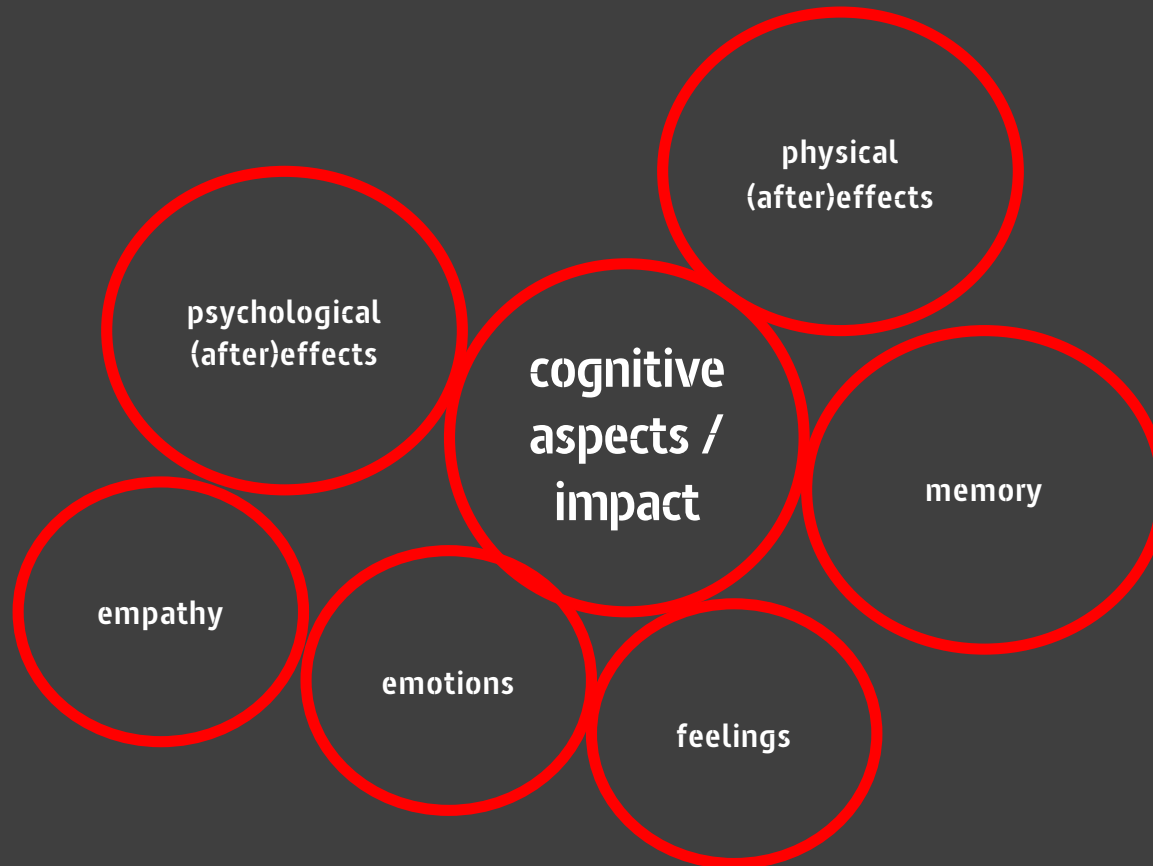 physical
(after)effects
psychological
(after)effects
cognitive
aspects /
impact
memory
empathy
emotions
feelings